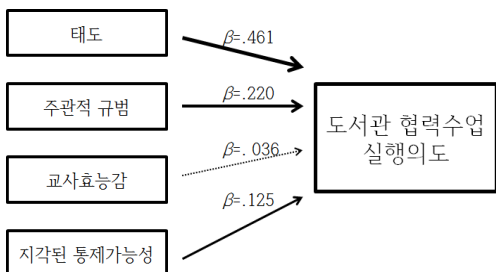 태도
β=.461
주관적 규범
β=.220
교사효능감
β=. 036
지각된 통제가능성
β=.125
도서관 협력수업
실행의도